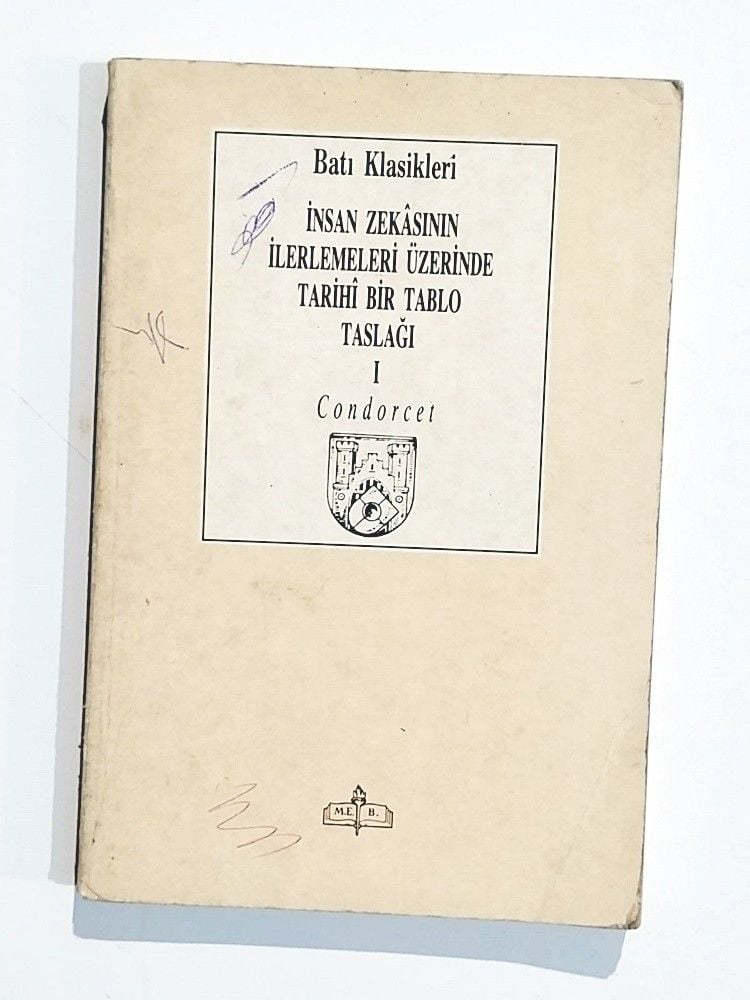 Batı Klasikleri
İNSAN ZEKÂSININ
İLERLEMELERİ ÜZERİNDE
TARİHÎ BİR TABLO
TASLAĞI
I
Condorcet
M.E. B.